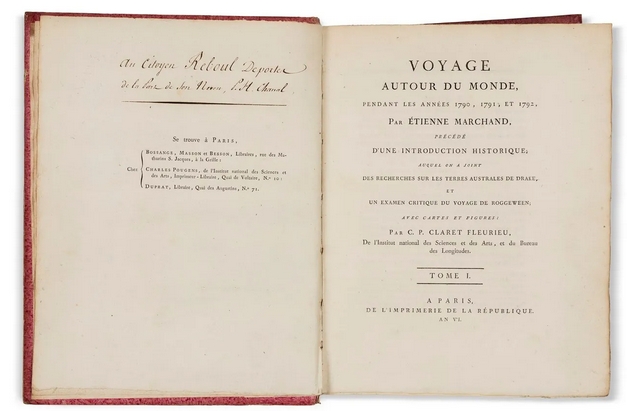 Au Citoyen Reboul Deporté
de la Part de son Neveu, P. H. Chanal
Se trouve à PARIS,
Chez
BOSSANGE, MASSON et BESSON, Libraires, rue des Ma-
thurins S. Jacques, à la Grille:
CHARLES POUGENS, de l'Institut national des Sciences et
des Arts, Imprimeur-Libraire, Quai de Voltaire, N.º 10:
DUPRAT, Libraire, Quai des Augustins, N.º 71.
VOYAGE
AUTOUR DU MONDE,
PENDANT LES ANNÉES 1790, 1791, ET 1792,
PAR ÉTIENNE MARCHAND,
PRÉCÉDÉ
D'UNE INTRODUCTION HISTORIQUE;
AUQUEL ON A JOINT
DES RECHERCHES SUR LES TERRES AUSTRALES DE DRAKE,
ET
UN EXAMEN CRITIQUE DU VOYAGE DE ROGGEWEEN;
AVEC CARTES ET FIGURES:
PAR C. P. CLARET FLEURIEU,
De l'Institut national des Sciences et des Arts, et du Bureau
des Longitudes.
TOME I.
A PARIS,
DE L'IMPRIMERIE DE LA RÉPUBLIQUE.
AN VI.